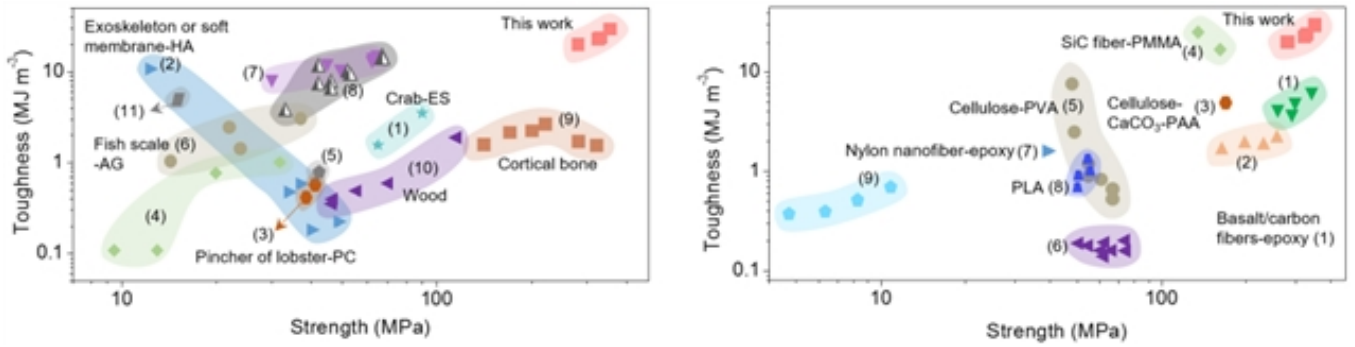 Exoskeleton or soft
membrane-HA
(2)
This work
10
(7)
(8)
(11)
Crab-ES
(1)
(9)
Fish scale (6)
-AG
(5)
Cortical bone
1
(10)
Wood
(4)
(3)
Pincher of lobster-PC
0.1
10
100
Toughness (MJ m⁻³)
Strength (MPa)
This work
SiC fiber-PMMA
(4)
10
(1)
Cellulose-PVA (5)
Cellulose- (3)
CaCO₃-PAA
Nylon nanofiber-epoxy (7)
(2)
1
(9)
PLA (8)
Basalt/carbon
fibers-epoxy (1)
(6)
0.1
10
100
Toughness (MJ m⁻³)
Strength (MPa)